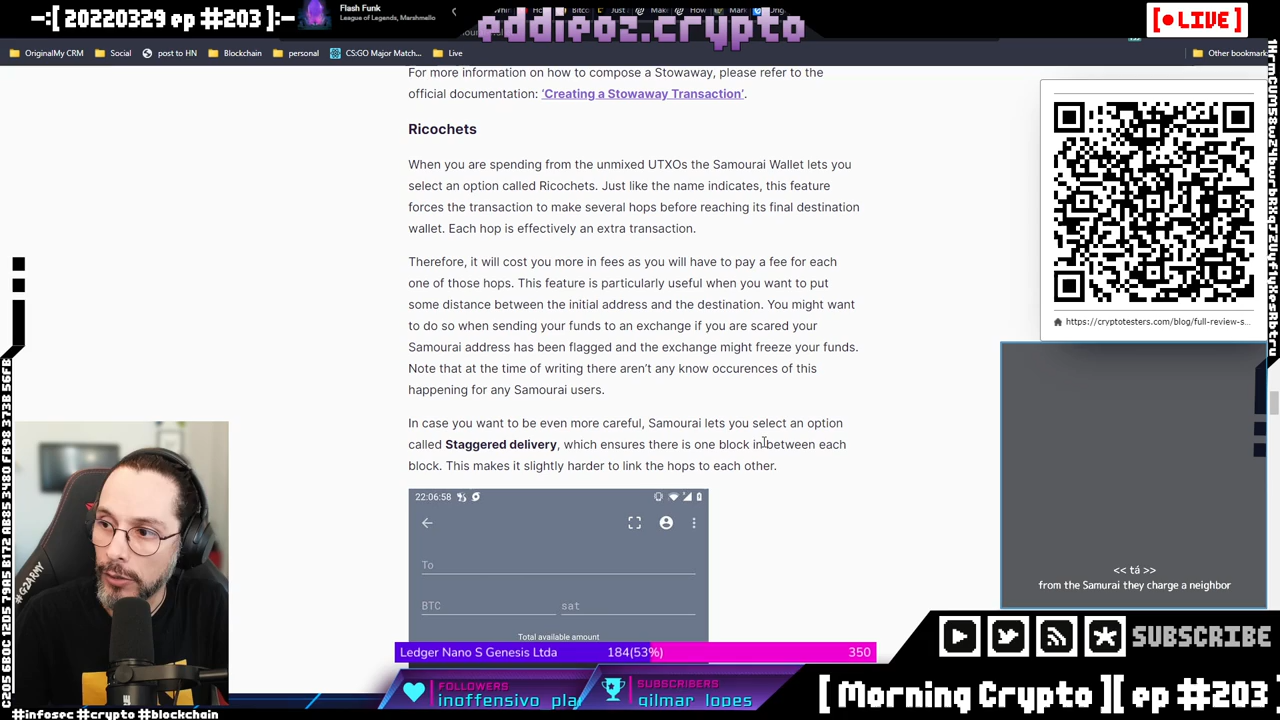 -:[ 20220329 ep #203 ]:-
Flash Funk
League of Legends, Marshmello
eddieoz.crypto
[● LIVE]
OriginalMy CRM
Social
post to HN
Blockchain
personal
CS:GO Major Match...
Live
Other bookmark
For more information on how to compose a Stowaway, please refer to the
official documentation: 'Creating a Stowaway Transaction'.
Ricochets
When you are spending from the unmixed UTXOs the Samourai Wallet lets you
select an option called Ricochets. Just like the name indicates, this feature
forces the transaction to make several hops before reaching its final destination
wallet. Each hop is effectively an extra transaction.
Therefore, it will cost you more in fees as you will have to pay a fee for each
one of those hops. This feature is particularly useful when you want to put
some distance between the initial address and the destination. You might want
to do so when sending your funds to an exchange if you are scared your
Samourai address has been flagged and the exchange might freeze your funds.
Note that at the time of writing there aren't any know occurences of this
happening for any Samourai users.
In case you want to be even more careful, Samourai lets you select an option
called Staggered delivery, which ensures there is one block in between each
block. This makes it slightly harder to link the hops to each other.
22:06:58
To
BTC
sat
Total available amount
https://cryptotesters.com/blog/full-review-s...
<< tá >>
from the Samurai they charge a neighbor
Ledger Nano S Genesis Ltda 184(53%) 350
FOLLOWERS
inoffensivo_pla
SUBSCRIBERS
gilmar_lopes
SUBSCRIBE
[ Morning Crypto ][ ep #203 ]
#infosec #crypto #blockchain
#G2ARMY